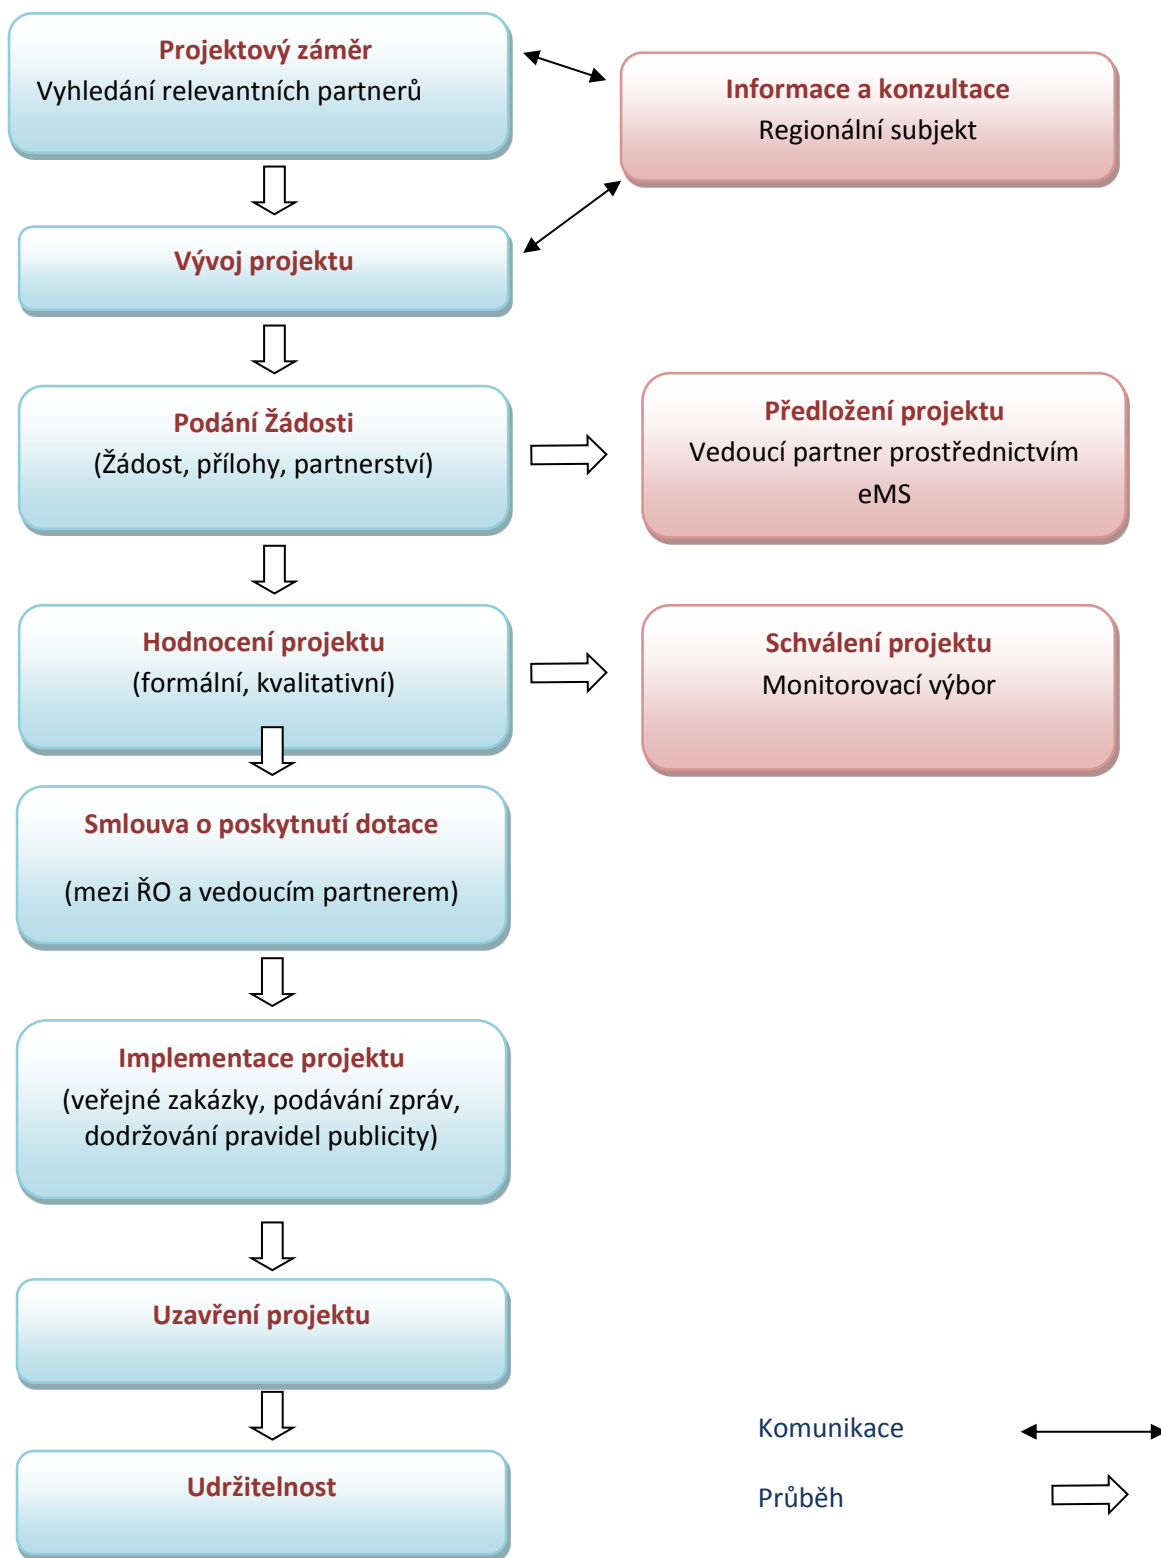 Projektový záměr
Vyhledání relevantních partnerů
Informace a konzultace
Regionální subjekt
Vývoj projektu
Podání Žádosti
(Žádost, přílohy, partnerství)
Předložení projektu
Vedoucí partner prostřednictvím
eMS
Hodnocení projektu
(formální, kvalitativní)
Schválení projektu
Monitorovací výbor
Smlouva o poskytnutí dotace
(mezi ŘO a vedoucím partnerem)
Implementace projektu
(veřejné zakázky, podávání zpráv,
dodržování pravidel publicity)
Uzavření projektu
Udržitelnost
Komunikace
Průběh